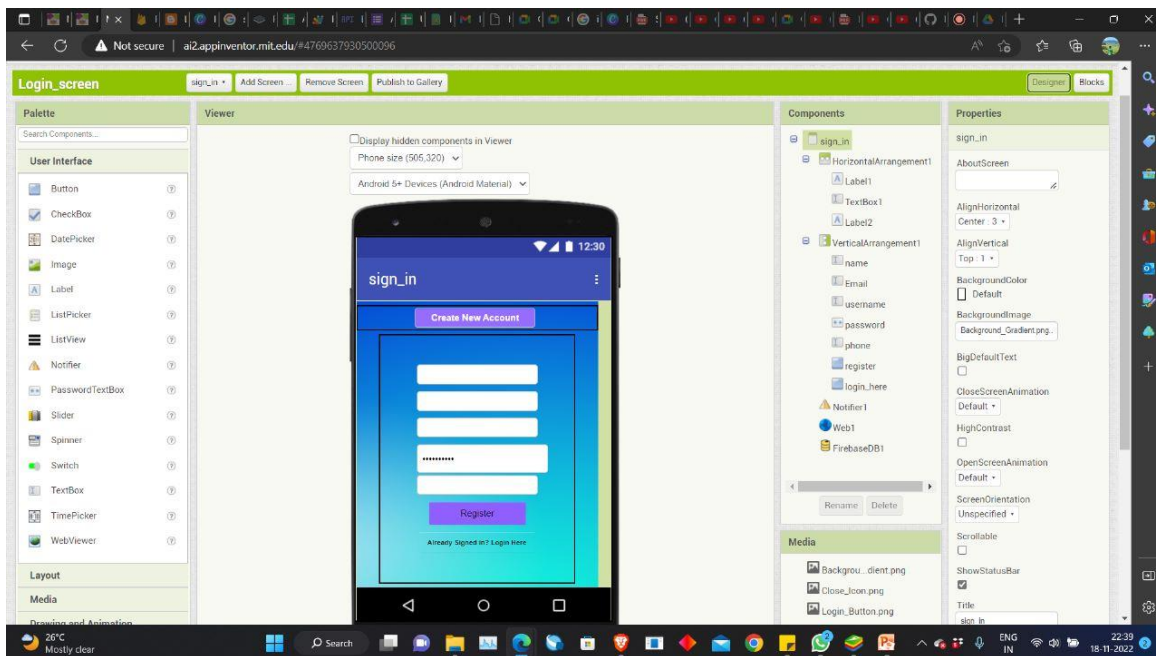 Not secure | ai2.appinventor.mit.edu/#4769637930500096
Login_screen
sign_in
Add Screen ...
Remove Screen
Publish to Gallery
Designer
Blocks
Palette
Search Components...
User Interface
Button
CheckBox
DatePicker
Image
Label
ListPicker
ListView
Notifier
PasswordTextBox
Slider
Spinner
Switch
TextBox
TimePicker
WebViewer
Layout
Media
Drawing and Animation
Viewer
Display hidden components in Viewer
Phone size (505,320)
Android 5+ Devices (Android Material)
12:30
sign_in
Create New Account
Register
Already Signed in? Login Here
Components
sign_in
HorizontalArrangement1
Label1
TextBox1
Label2
VerticalArrangement1
name
Email
username
password
phone
register
login_here
Notifier1
Web1
FirebaseDB1
Rename
Delete
Media
Backgrou...dient.png
Close_Icon.png
Login_Button.png
Properties
sign_in
AboutScreen
AlignHorizontal
Center : 3
AlignVertical
Top : 1
BackgroundColor
Default
BackgroundImage
Background_Gradient.png...
BigDefaultText
CloseScreenAnimation
Default
HighContrast
OpenScreenAnimation
Default
ScreenOrientation
Unspecified
Scrollable
ShowStatusBar
Title
sign_in
26°C
Mostly clear
Search
ENG
IN
22:39
18-11-2022